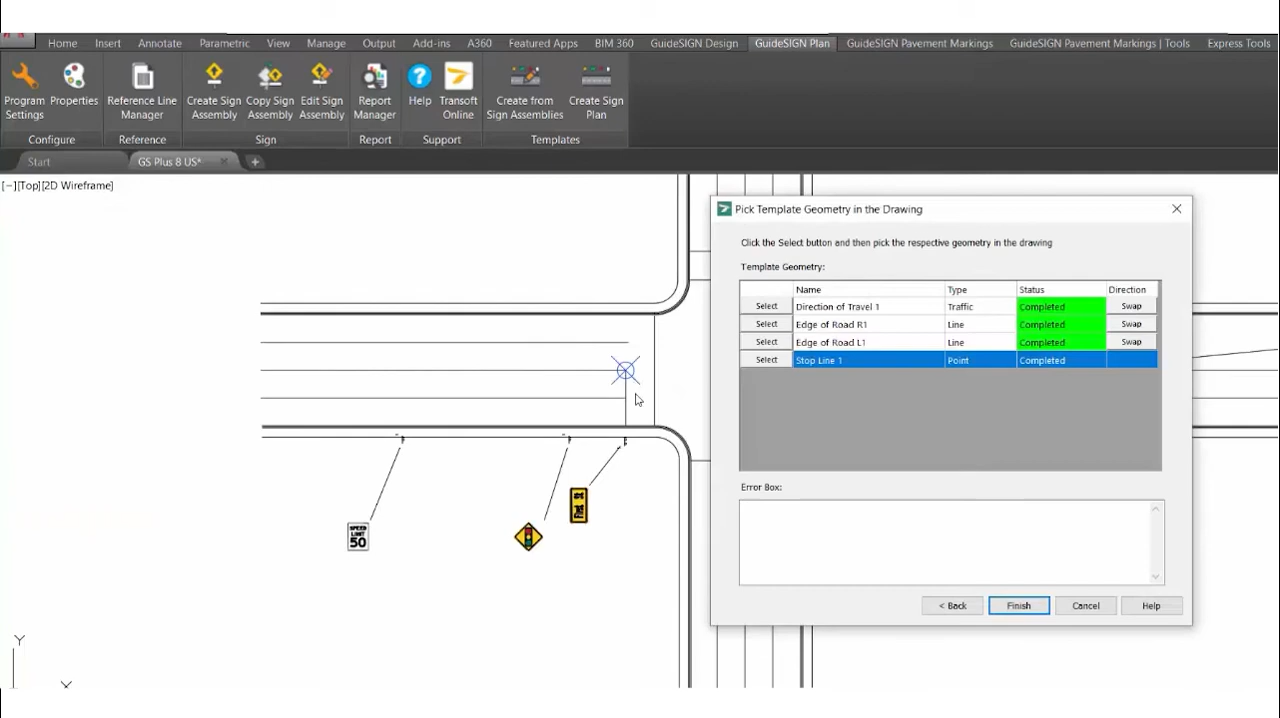 Home Insert Annotate Parametric View Manage Output Add-ins A360 Featured Apps BIM 360 GuideSIGN Design GuideSIGN Plan GuideSIGN Pavement Markings GuideSIGN Pavement Markings | Tools Express Tools
Program Settings
Properties
Reference Line Manager
Create Sign Assembly
Copy Sign Assembly
Edit Sign Assembly
Report Manager
Help
Transoft Online
Create from Sign Assemblies
Create Sign Plan
Configure Reference Sign Report Support Templates
Start GS Plus 8 US* +
[−][Top][2D Wireframe]
Pick Template Geometry in the Drawing
Click the Select button and then pick the respective geometry in the drawing
Template Geometry:
Name Type Status Direction
Select Direction of Travel 1 Traffic Completed Swap
Select Edge of Road R1 Line Completed Swap
Select Edge of Road L1 Line Completed Swap
Select Stop Line 1 Point Completed
Error Box:
< Back Finish Cancel Help
SPEED
LIMIT
50
Y
X